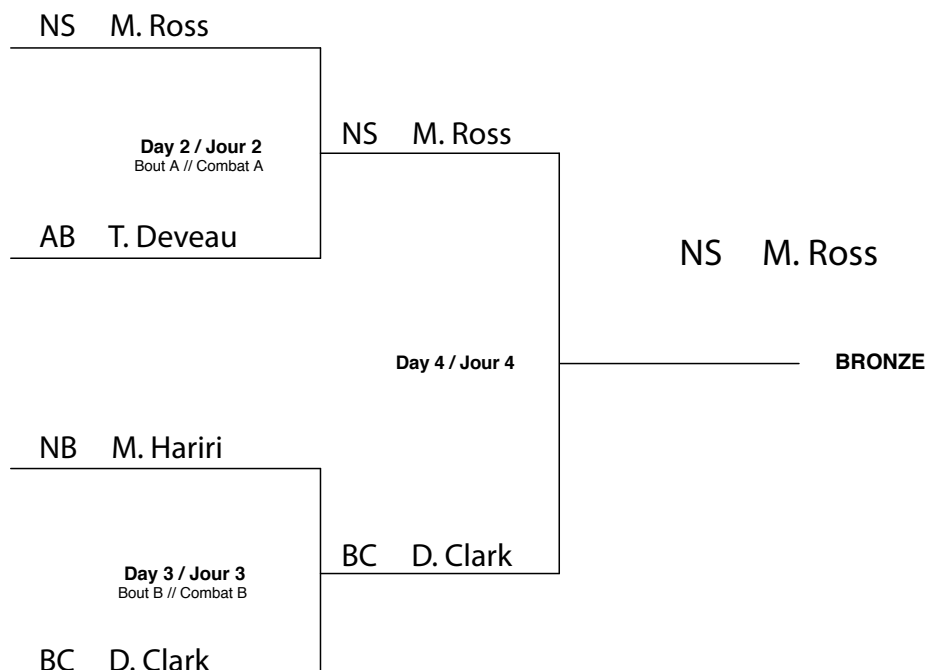 NS M. Ross
Day 2 / Jour 2
Bout A // Combat A
NS M. Ross
AB T. Deveau
NS M. Ross
Day 4 / Jour 4
BRONZE
NB M. Hariri
Day 3 / Jour 3
Bout B // Combat B
BC D. Clark
BC D. Clark